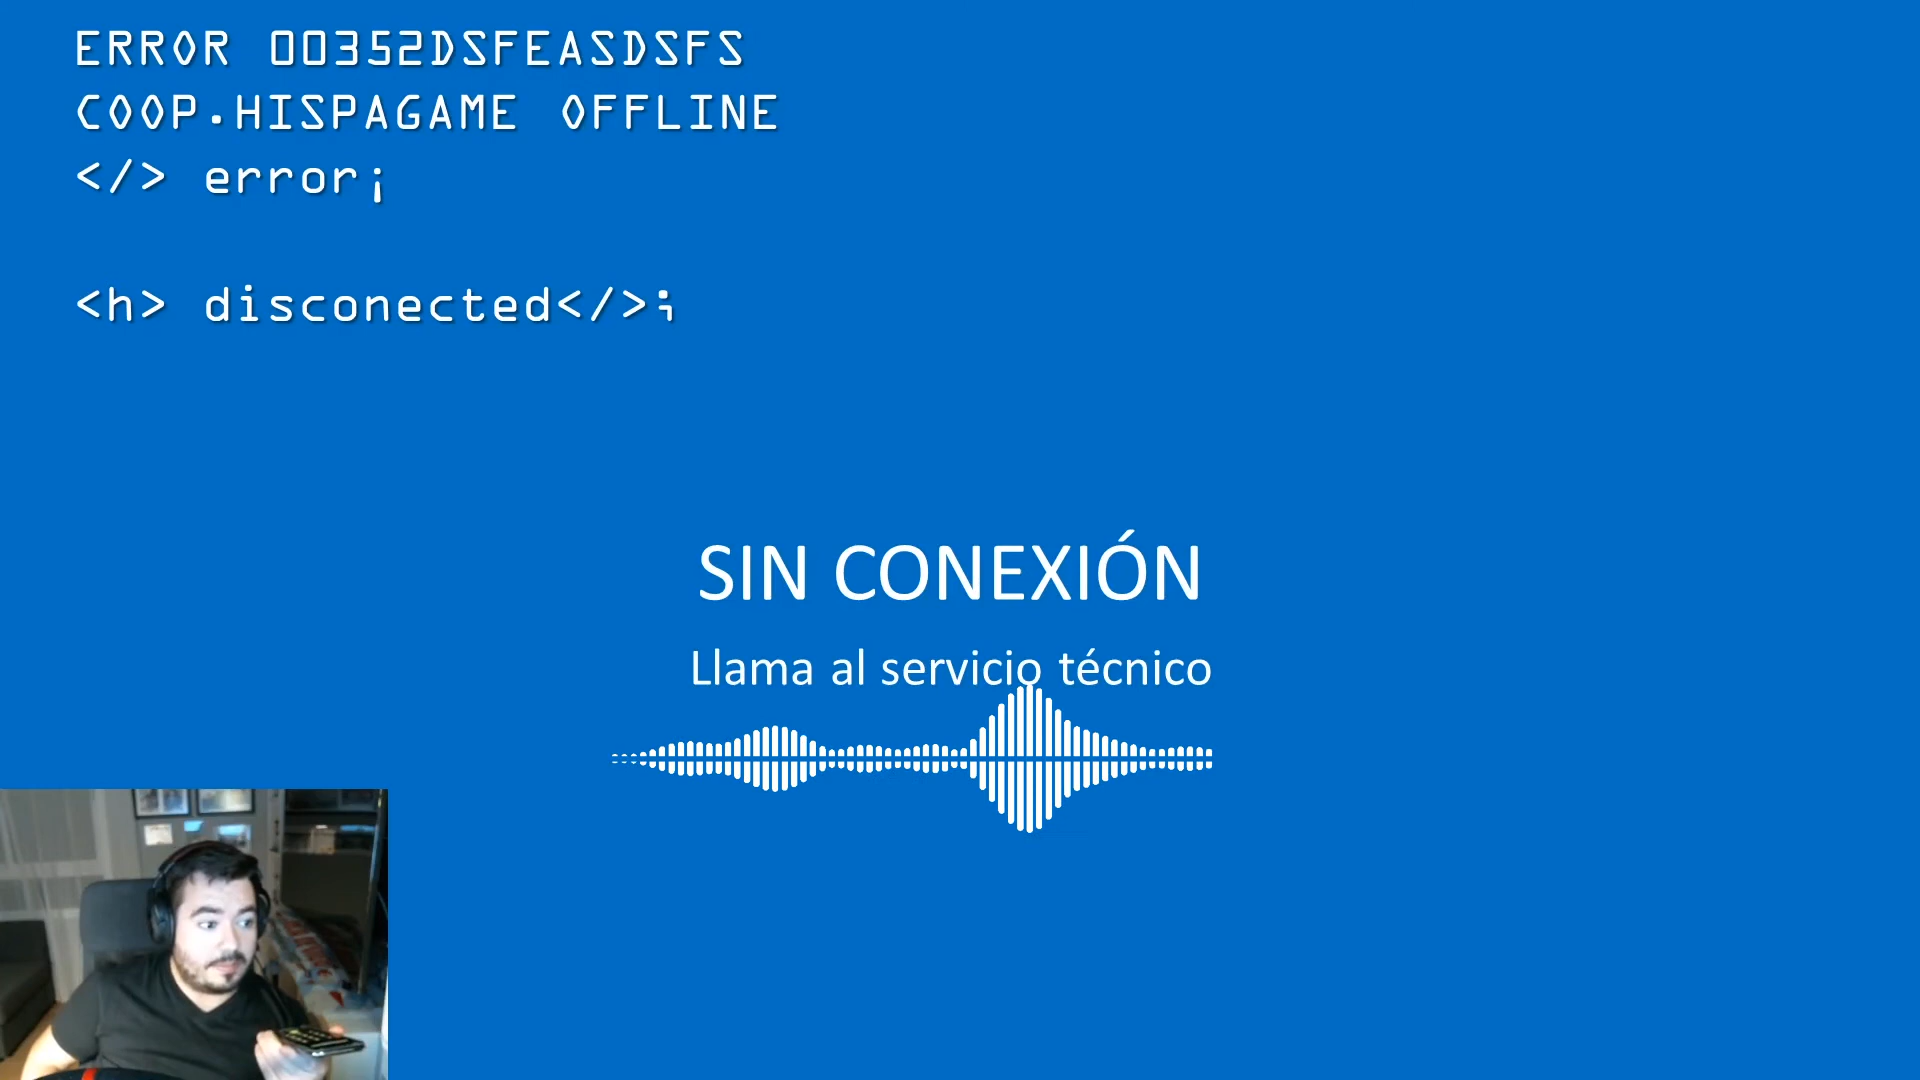 ERROR 00352DSFEASDSFS
COOP.HISPAGAME OFFLINE
</> error¡
<h> disconected</>;
SIN CONEXIÓN
Llama al servicio técnico